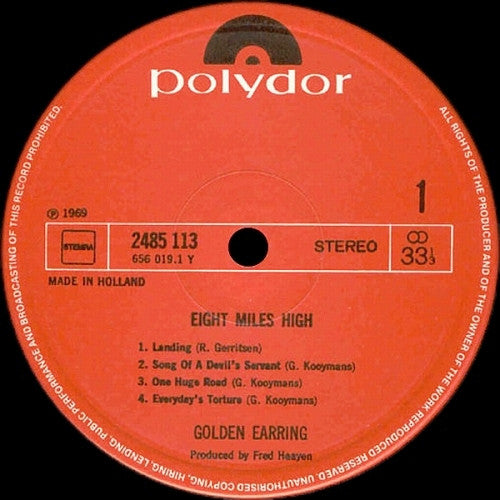 polydor
ALL RIGHTS OF THE PRODUCER AND OF THE OWNER OF THE WORK REPRODUCED RESERVED. UNAUTHORISED COPYING, HIRING, LENDING, PUBLIC PERFORMANCE AND BROADCASTING OF THIS RECORD PROHIBITED.
1
℗ 1969
STEMRA
2485 113
656 019.1 Y
STEREO
33⅓
MADE IN HOLLAND
EIGHT MILES HIGH
1. Landing (R. Gerritsen)
2. Song Of A Devil's Servant (G. Kooymans)
3. One Huge Road (G. Kooymans)
4. Everyday's Torture (G. Kooymans)
GOLDEN EARRING
Produced by Fred Haayen